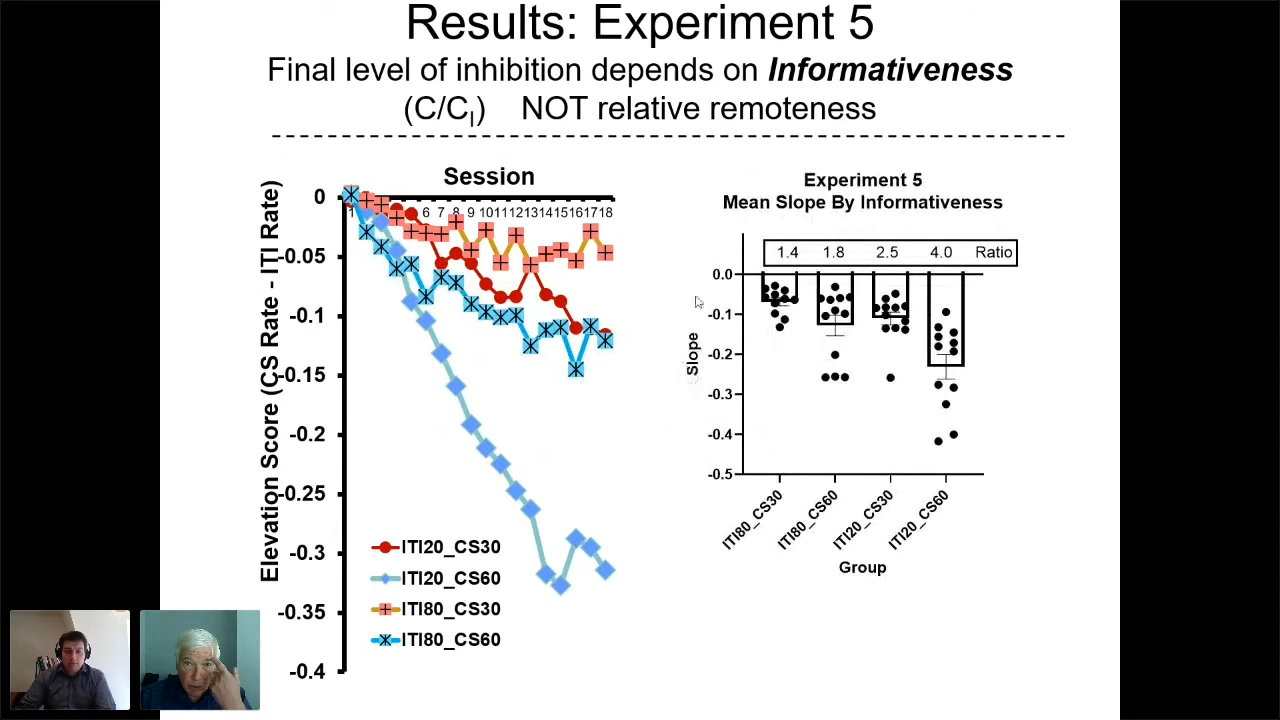 Results: Experiment 5
Final level of inhibition depends on Informativeness
(C/CI) NOT relative remoteness
Session
Elevation Score (CS Rate - ITI Rate)
0
-0.05
-0.1
-0.15
-0.2
-0.25
-0.3
-0.35
-0.4
1 6 7 8 9 10 11 12 13 14 15 16 17 18
ITI20_CS30
ITI20_CS60
ITI80_CS30
ITI80_CS60
Experiment 5
Mean Slope By Informativeness
1.4 1.8 2.5 4.0 Ratio
Slope
0.0
-0.1
-0.2
-0.3
-0.4
-0.5
ITI80_CS30
ITI80_CS60
ITI20_CS30
ITI20_CS60
Group